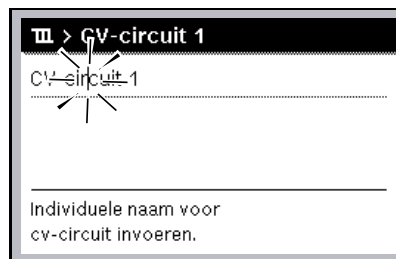 > CV-circuit 1
CV-circuit 1
Individuele naam voor
cv-circuit invoeren.